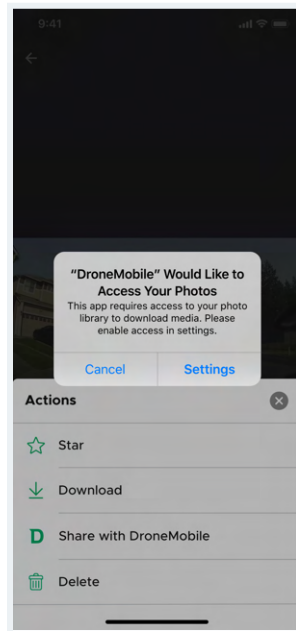 9:41
“DroneMobile” Would Like to
Access Your Photos
This app requires access to your photo
library to download media. Please
enable access in settings.
Cancel
Settings
Actions
Star
Download
D
Share with DroneMobile
Delete